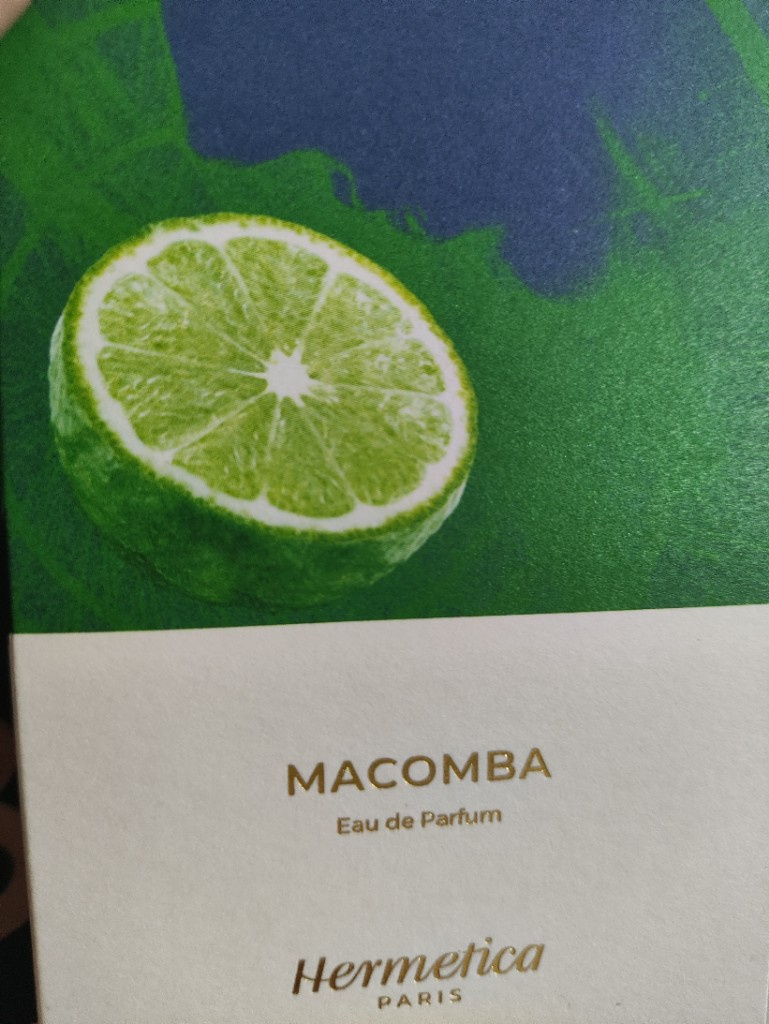 MACOMBA
Eau de Parfum
Hermetica
PARIS